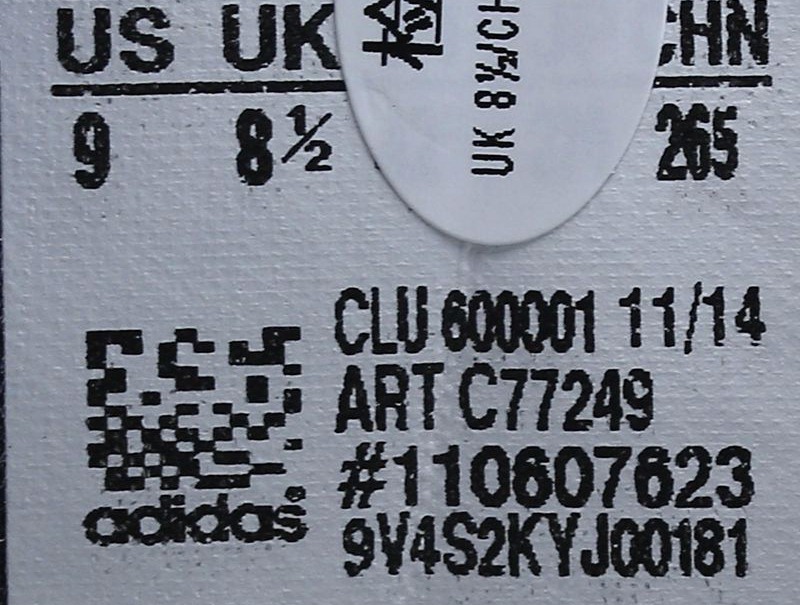 US UK CHN
9 8½ 265
UK 8½/CH
CLU 600001 11/14
ART C77249
#110607623
9V4S2KYJ00181
adidas